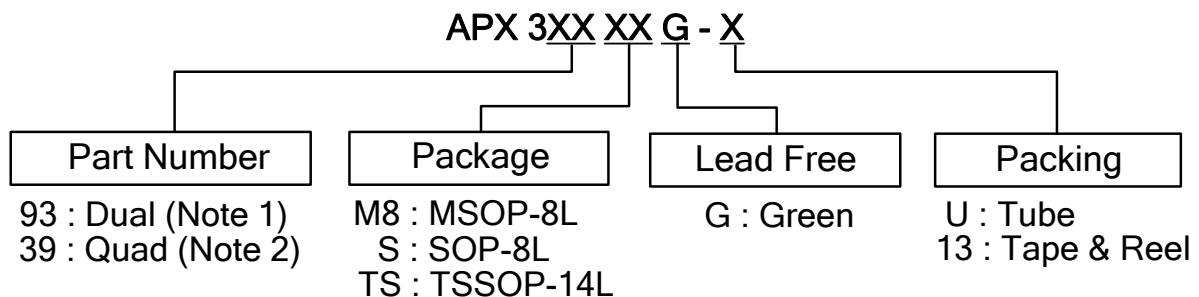 APX 3XX XX G - X
Part Number
93 : Dual (Note 1)
39 : Quad (Note 2)
Package
M8 : MSOP-8L
S : SOP-8L
TS : TSSOP-14L
Lead Free
G : Green
Packing
U : Tube
13 : Tape & Reel